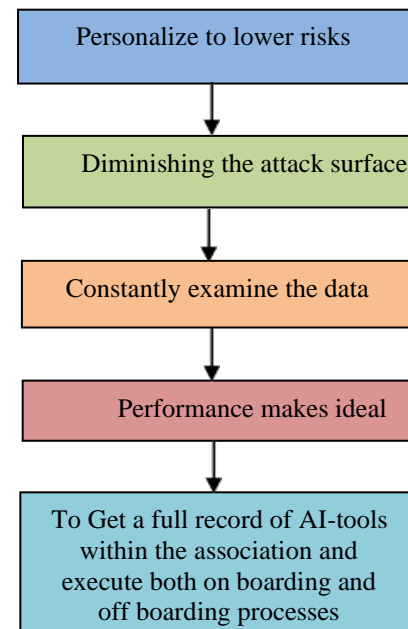 Personalize to lower risks
Diminishing the attack surface
Constantly examine the data
Performance makes ideal
To Get a full record of AI-tools
within the association and
execute both on boarding and
off boarding processes